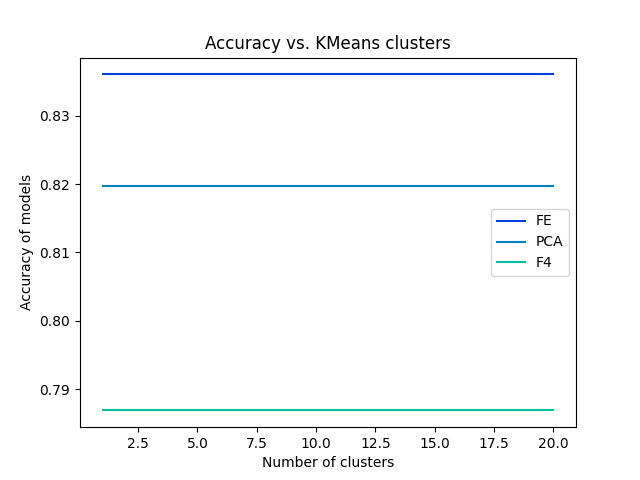 Accuracy vs. KMeans clusters
Accuracy of models
0.83
0.82
0.81
0.80
0.79
FE
PCA
F4
2.5 5.0 7.5 10.0 12.5 15.0 17.5 20.0
Number of clusters